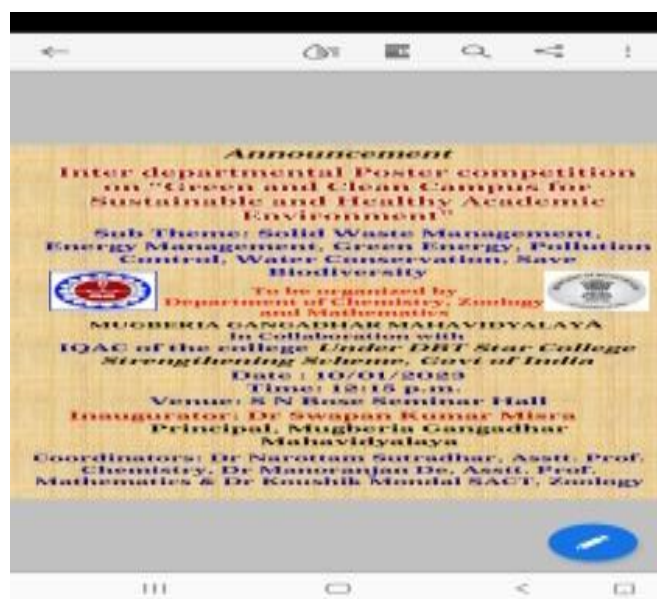 Announcement
Inter departmental Poster competition
on "Green and Clean Campus for
Sustainable and Healthy Academic
Environment"
Sub Theme: Solid Waste Management,
Energy Management, Green Energy, Pollution
Control, Water Conservation, Save
Biodiversity
To be organized by
Department of Chemistry, Zoology
and Mathematics
MUGBERIA GANGADHAR MAHAVIDYALAYA
In Collaboration with
IQAC of the college Under DBT Star College
Strengthening Scheme, Govt of India
Date : 10/01/2023
Time: 12:15 p.m.
Venue: S N Bose Seminar Hall
Inaugurator: Dr Swapan Kumar Misra
Principal, Mugberia Gangadhar
Mahavidyalaya
Coordinators: Dr Narottam Sutradhar, Asstt. Prof.
Chemistry, Dr Manoranjan De, Asstt. Prof.
Mathematics & Dr Koushik Mondal SACT, Zoology